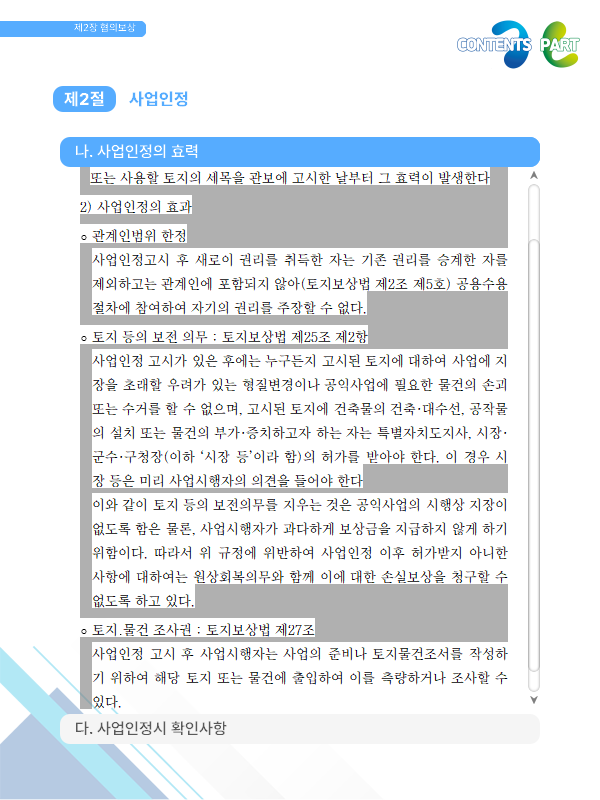 제2장 협의보상
CONTENTS PART
제2절 사업인정
나. 사업인정의 효력
또는 사용할 토지의 세목을 관보에 고시한 날부터 그 효력이 발생한다
2) 사업인정의 효과
o 관계인범위 한정
사업인정고시 후 새로이 권리를 취득한 자는 기존 권리를 승계한 자를
제외하고는 관계인에 포함되지 않아(토지보상법 제2조 제5호) 공용수용
절차에 참여하여 자기의 권리를 주장할 수 없다.
o 토지 등의 보전 의무 : 토지보상법 제25조 제2항
사업인정 고시가 있은 후에는 누구든지 고시된 토지에 대하여 사업에 지
장을 초래할 우려가 있는 형질변경이나 공익사업에 필요한 물건의 손괴
또는 수거를 할 수 없으며, 고시된 토지에 건축물의 건축·대수선, 공작물
의 설치 또는 물건의 부가·증치하고자 하는 자는 특별자치도지사, 시장·
군수·구청장(이하 ‘시장 등’이라 함)의 허가를 받아야 한다. 이 경우 시
장 등은 미리 사업시행자의 의견을 들어야 한다
이와 같이 토지 등의 보전의무를 지우는 것은 공익사업의 시행상 지장이
없도록 함은 물론, 사업시행자가 과다하게 보상금을 지급하지 않게 하기
위함이다. 따라서 위 규정에 위반하여 사업인정 이후 허가받지 아니한
사항에 대하여는 원상회복의무와 함께 이에 대한 손실보상을 청구할 수
없도록 하고 있다.
o 토지.물건 조사권 : 토지보상법 제27조
사업인정 고시 후 사업시행자는 사업의 준비나 토지물건조서를 작성하
기 위하여 해당 토지 또는 물건에 출입하여 이를 측량하거나 조사할 수
있다.
다. 사업인정시 확인사항